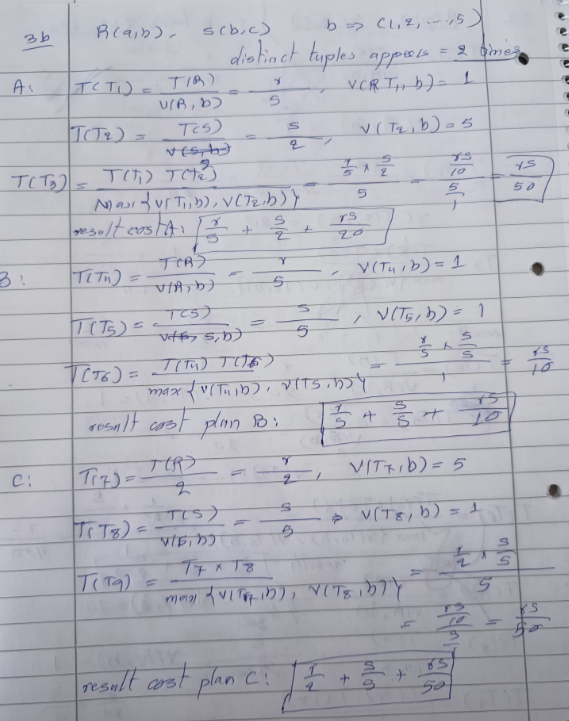 3b R(a,b), S(b,c) b => (1,2, ..., 5)
distinct tuples appears = 2 times
A: T(T1) = T(R) / V(R,b) = r/5, V(T1,b) = 1
T(T2) = T(S) / 2 = s/2, V(T2,b) = 5
T(T3) = T(T1) T(T2) / Max{V(T1,b), V(T2,b)} = r/5 * s/2 / 5 = rs/10 / 5/1 = rs/50
result cost A: r/5 + s/2 + rs/20
B: T(T4) = T(R) / V(R,b) = r/5, V(T4,b) = 1
T(T5) = T(S) / V(S,b) = s/5, V(T5,b) = 1
T(T6) = T(T4) T(T5) / max{V(T4,b), V(T5,b)} = r/5 * s/5 / 1 = rs/10
result cost plan B: r/5 + s/5 + rs/10
C: T(7) = T(R) / 2 = r/2, V(T7,b) = 5
T(T8) = T(S) / V(S,b) = s/5 => V(T8,b) = 1
T(T9) = T7 * T8 / max{V(T7,b), V(T8,b)} = r/2 * s/5 / 5
= rs/10 / 5 = rs/50
result cost plan C: r/2 + s/5 + rs/50